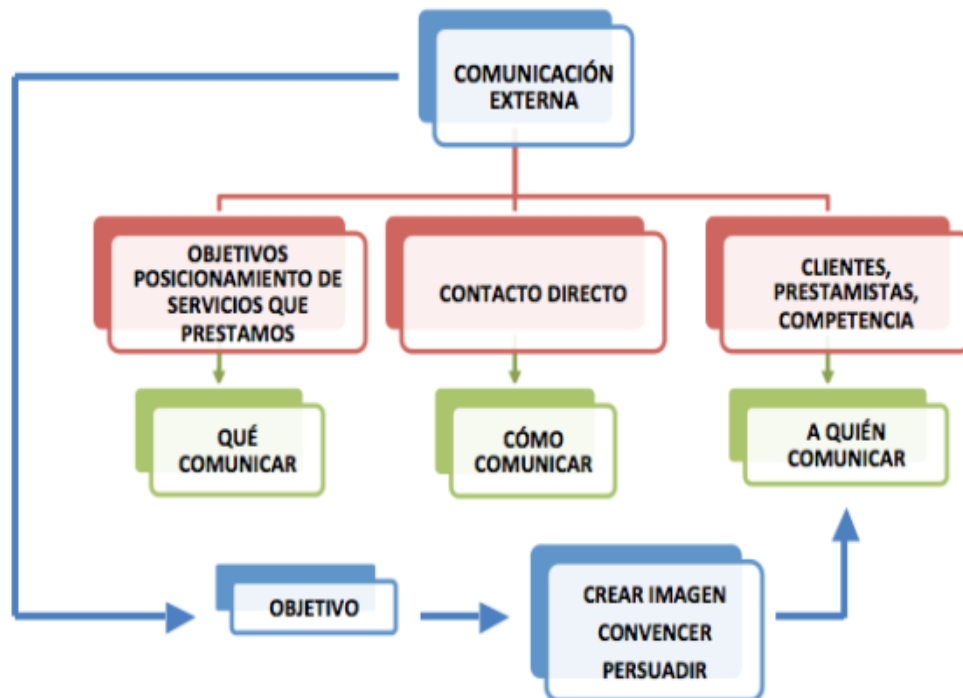 COMUNICACIÓN
EXTERNA
OBJETIVOS
POSICIONAMIENTO DE
SERVICIOS QUE
PRESTAMOS
CONTACTO DIRECTO
CLIENTES,
PRESTAMISTAS,
COMPETENCIA
QUÉ
COMUNICAR
CÓMO
COMUNICAR
A QUIÉN
COMUNICAR
OBJETIVO
CREAR IMAGEN
CONVENCER
PERSUADIR